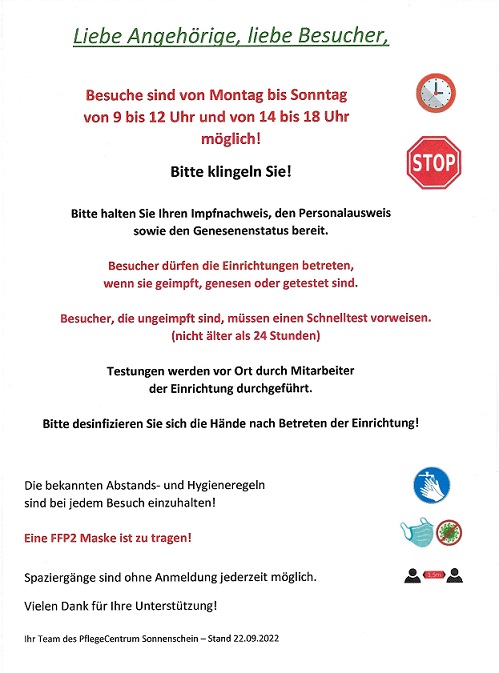 Liebe Angehörige, liebe Besucher,
Besuche sind von Montag bis Sonntag
von 9 bis 12 Uhr und von 14 bis 18 Uhr
möglich!
STOP
Bitte klingeln Sie!
Bitte halten Sie Ihren Impfnachweis, den Personalausweis
sowie den Genesenenstatus bereit.
Besucher dürfen die Einrichtungen betreten,
wenn sie geimpft, genesen oder getestet sind.
Besucher, die ungeimpft sind, müssen einen Schnelltest vorweisen.
(nicht älter als 24 Stunden)
Testungen werden vor Ort durch Mitarbeiter
der Einrichtung durchgeführt.
Bitte desinfizieren Sie sich die Hände nach Betreten der Einrichtung!
Die bekannten Abstands- und Hygieneregeln
sind bei jedem Besuch einzuhalten!
Eine FFP2 Maske ist zu tragen!
Spaziergänge sind ohne Anmeldung jederzeit möglich.
1,5m
Vielen Dank für Ihre Unterstützung!
Ihr Team des PflegeCentrum Sonnenschein – Stand 22.09.2022